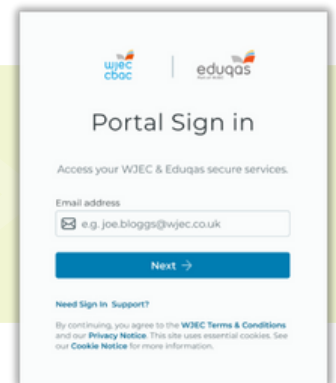 wjec
cbac
eduqas
Portal Sign in
Access your WJEC & Eduqas secure services.
Email address
e.g. joe.bloggs@wjec.co.uk
Next →
Need Sign In Support?
By continuing, you agree to the WJEC Terms & Conditions
and our Privacy Notice. This site uses essential cookies. See
our Cookie Notice for more information.